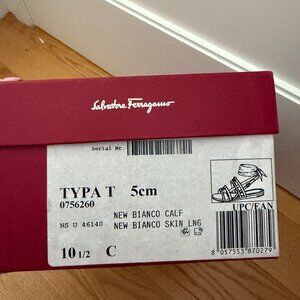 Salvatore Ferragamo
Serial Nr.
TYPA T 5cm
0756260
UPC/EAN
NEW BIANCO CALF
NS U 46140 NEW BIANCO SKIN LNG
10 1/2 C
8 057553 870279